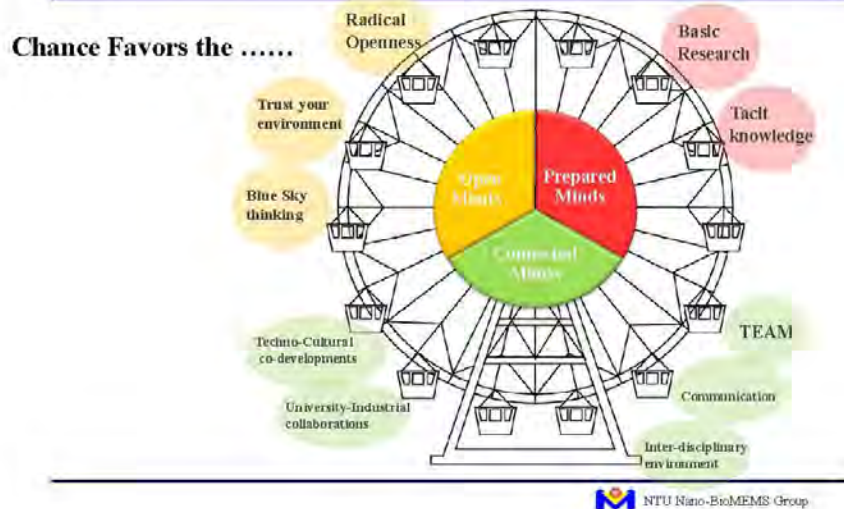 Chance Favors the ……
Radical
Openness
Trust your
environment
Blue Sky
thinking
Basic
Research
Tacit
knowledge
Open
Minds
Prepared
Minds
Connected
Minds
Techno-Cultural
co-developments
University-Industrial
collaborations
TEAM
Communication
Inter-disciplinary
environment
NTU Nano-BioMEMS Group